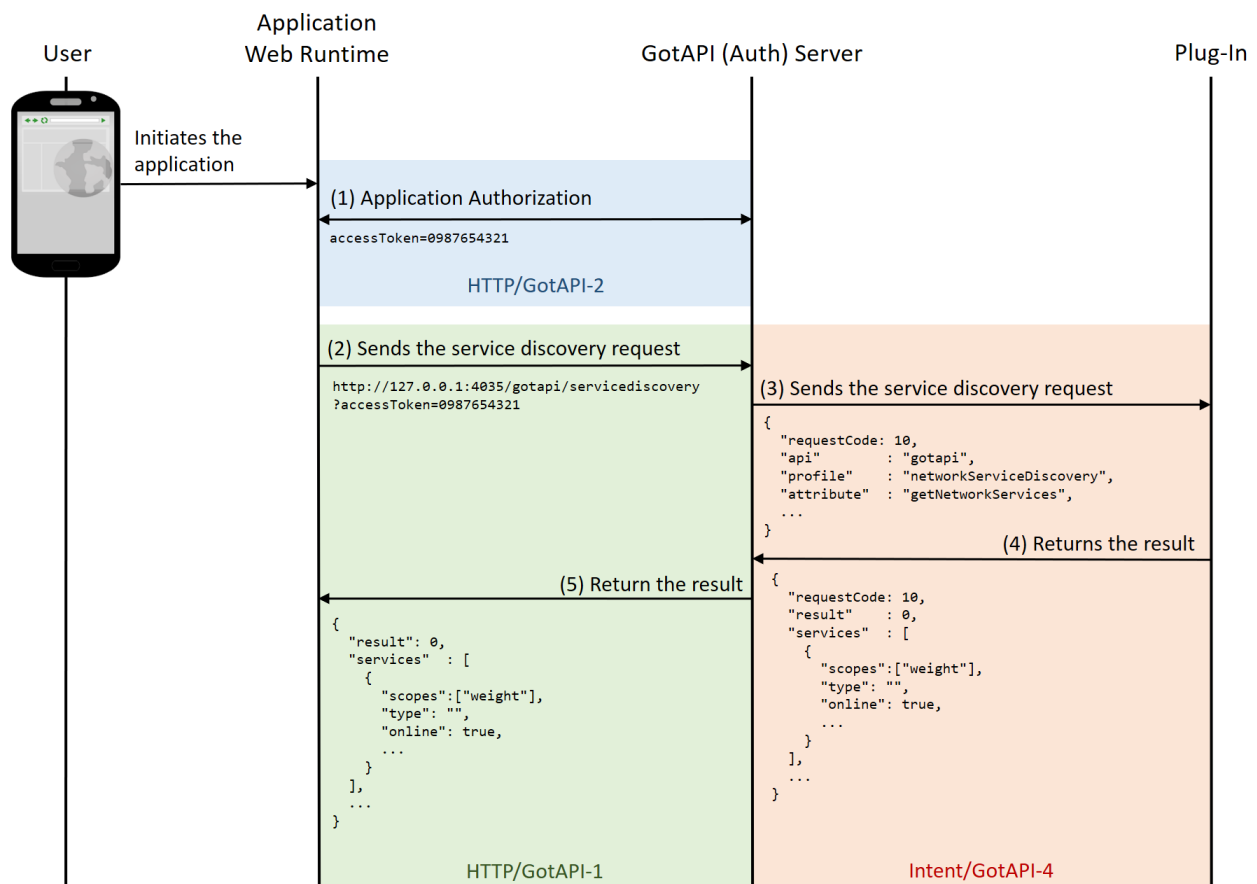 User
Application
Web Runtime
GotAPI (Auth) Server
Plug-In
Initiates the
application
(1) Application Authorization
accessToken=0987654321
HTTP/GotAPI-2
(2) Sends the service discovery request
http://127.0.0.1:4035/gotapi/servicediscovery
?accessToken=0987654321
(3) Sends the service discovery request
{
"requestCode: 10,
"api" : "gotapi",
"profile" : "networkServiceDiscovery",
"attribute" : "getNetworkServices",
...
}
(4) Returns the result
{
"requestCode: 10,
"result" : 0,
"services" : [
{
"scopes":["weight"],
"type": "",
"online": true,
...
}
],
...
}
(5) Return the result
{
"result": 0,
"services" : [
{
"scopes":["weight"],
"type": "",
"online": true,
...
}
],
...
}
HTTP/GotAPI-1
Intent/GotAPI-4